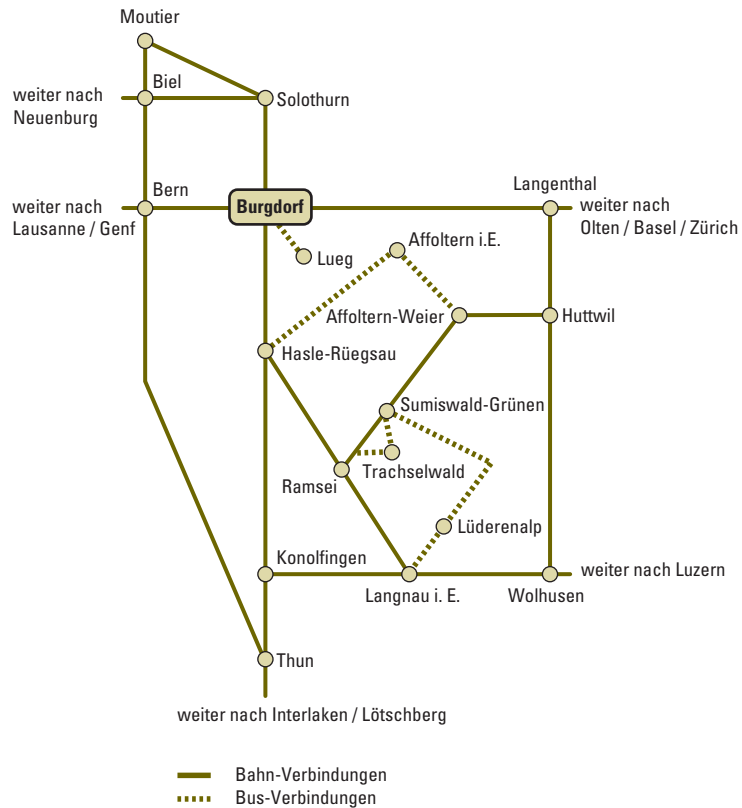 Moutier
Biel
weiter nach
Neuenburg
Solothurn
Bern
weiter nach
Lausanne / Genf
Burgdorf
Langenthal
weiter nach
Olten / Basel / Zürich
Lueg
Affoltern i.E.
Affoltern-Weier
Huttwil
Hasle-Rüegsau
Sumiswald-Grünen
Trachselwald
Ramsei
Lüderenalp
Konolfingen
Langnau i. E.
Wolhusen
weiter nach Luzern
Thun
weiter nach Interlaken / Lötschberg
Bahn-Verbindungen
Bus-Verbindungen